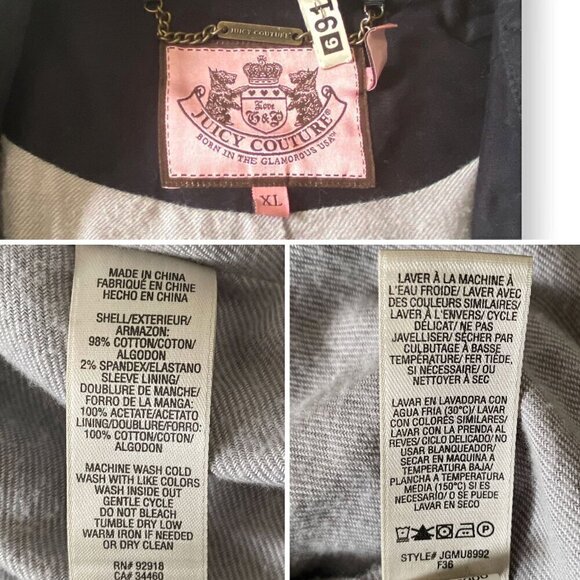 JUICY COUTURE
691
Love
G&P
JUICY COUTURE
BORN IN THE GLAMOROUS USA™
XL
MADE IN CHINA
FABRIQUÉ EN CHINE
HECHO EN CHINA
SHELL/EXTERIEUR/
ARMAZON:
98% COTTON/COTON/
ALGODON
2% SPANDEX/ELASTANO
SLEEVE LINING/
DOUBLURE DE MANCHE/
FORRO DE LA MANGA:
100% ACETATE/ACETATO
LINING/DOUBLURE/FORRO:
100% COTTON/COTON/
ALGODON
MACHINE WASH COLD
WASH WITH LIKE COLORS
WASH INSIDE OUT
GENTLE CYCLE
DO NOT BLEACH
TUMBLE DRY LOW
WARM IRON IF NEEDED
OR DRY CLEAN
RN# 92918
CA# 34460
LAVER À LA MACHINE À
L'EAU FROIDE/ LAVER AVEC
DES COULEURS SIMILAIRES/
LAVER À L'ENVERS/ CYCLE
DÉLICAT/ NE PAS
JAVELLISER/ SÉCHER PAR
CULBUTAGE À BASSE
TEMPÉRATURE/ FER TIÈDE,
SI NÉCESSAIRE/ OU
NETTOYER À SEC
LAVAR EN LAVADORA CON
AGUA FRIA (30°C)/ LAVAR
CON COLORES SIMILARES/
LAVAR CON LA PRENDA AL
REVES/ CICLO DELICADO/ NO
USAR BLANQUEADOR/
SECAR EN MAQUINA A
TEMPERATURA BAJA/
PLANCHA A TEMPERATURA
MEDIA (150°C) SI ES
NECESARIO/ O SE PUEDE
LAVAR EN SECO
STYLE# JGMU8992
F36